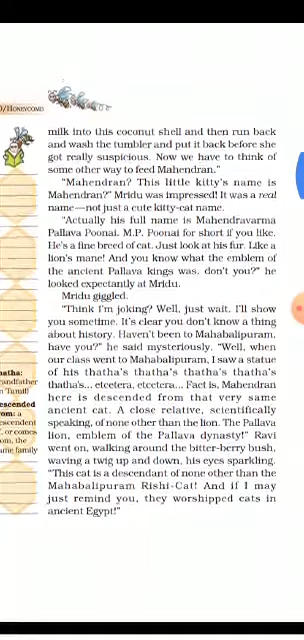 0/HONEYCOMB
milk into this coconut shell and then run back
and wash the tumbler and put it back before she
got really suspicious. Now we have to think of
some other way to feed Mahendran."
"Mahendran? This little kitty's name is
Mahendran?" Mridu was impressed! It was a real
name—not just a cute kitty-cat name.
"Actually his full name is Mahendravarma
Pallava Poonai. M.P. Poonai for short if you like.
He's a fine breed of cat. Just look at his fur. Like a
lion's mane! And you know what the emblem of
the ancient Pallava kings was, don't you?" he
looked expectantly at Mridu.
Mridu giggled.
"Think I'm joking? Well, just wait. I'll show
you sometime. It's clear you don't know a thing
about history. Haven't been to Mahabalipuram,
have you?" he said mysteriously. "Well, when
our class went to Mahabalipuram, I saw a statue
of his thatha's thatha's thatha's thatha's
thatha's... etcetera, etcetera... Fact is, Mahendran
here is descended from that very same
ancient cat. A close relative, scientifically
speaking, of none other than the lion. The Pallava
lion, emblem of the Pallava dynasty!" Ravi
went on, walking around the bitter-berry bush,
waving a twig up and down, his eyes sparkling.
"This cat is a descendant of none other than the
Mahabalipuram Rishi-Cat! And if I may
just remind you, they worshipped cats in
ancient Egypt!"
hatha:
randfather
n Tamil)
escended
rom: a
escendent
f, or comes
om, the
ame family